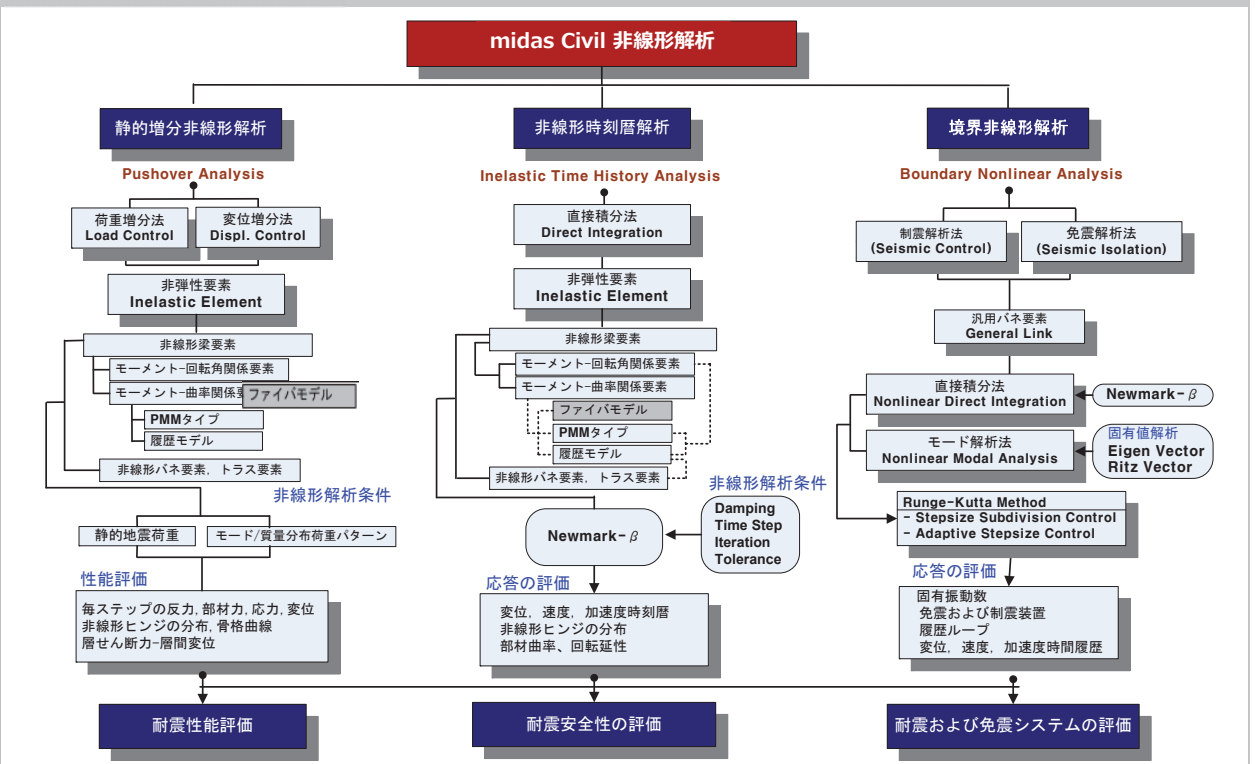 midas Civil 非線形解析
静的増分非線形解析
Pushover Analysis
荷重増分法
Load Control
変位増分法
Displ. Control
非弾性要素
Inelastic Element
非線形梁要素
モーメント-回転角関係要素
モーメント-曲率関係要
ファイバモデル
PMMタイプ
履歴モデル
非線形バネ要素, トラス要素
非線形解析条件
静的地震荷重
モード/質量分布荷重パターン
性能評価
毎ステップの反力, 部材力, 応力, 変位
非線形ヒンジの分布, 骨格曲線
層せん断力-層間変位
耐震性能評価
非線形時刻暦解析
Inelastic Time History Analysis
直接積分法
Direct Integration
非弾性要素
Inelastic Element
非線形梁要素
モーメント-回転角関係要素
モーメント-曲率関係要素
ファイバモデル
PMMタイプ
履歴モデル
非線形バネ要素, トラス要素
非線形解析条件
Newmark-β
Damping
Time Step
Iteration
Tolerance
応答の評価
変位, 速度, 加速度時刻暦
非線形ヒンジの分布
部材曲率、回転延性
耐震安全性の評価
境界非線形解析
Boundary Nonlinear Analysis
制震解析法
(Seismic Control)
免震解析法
(Seismic Isolation)
汎用バネ要素
General Link
直接積分法
Nonlinear Direct Integration
Newmark-β
モード解析法
Nonlinear Modal Analysis
固有値解析
Eigen Vector
Ritz Vector
Runge-Kutta Method
- Stepsize Subdivision Control
- Adaptive Stepsize Control
応答の評価
固有振動数
免震および制震装置
履歴ループ
変位, 速度, 加速度時間履歴
耐震および免震システムの評価